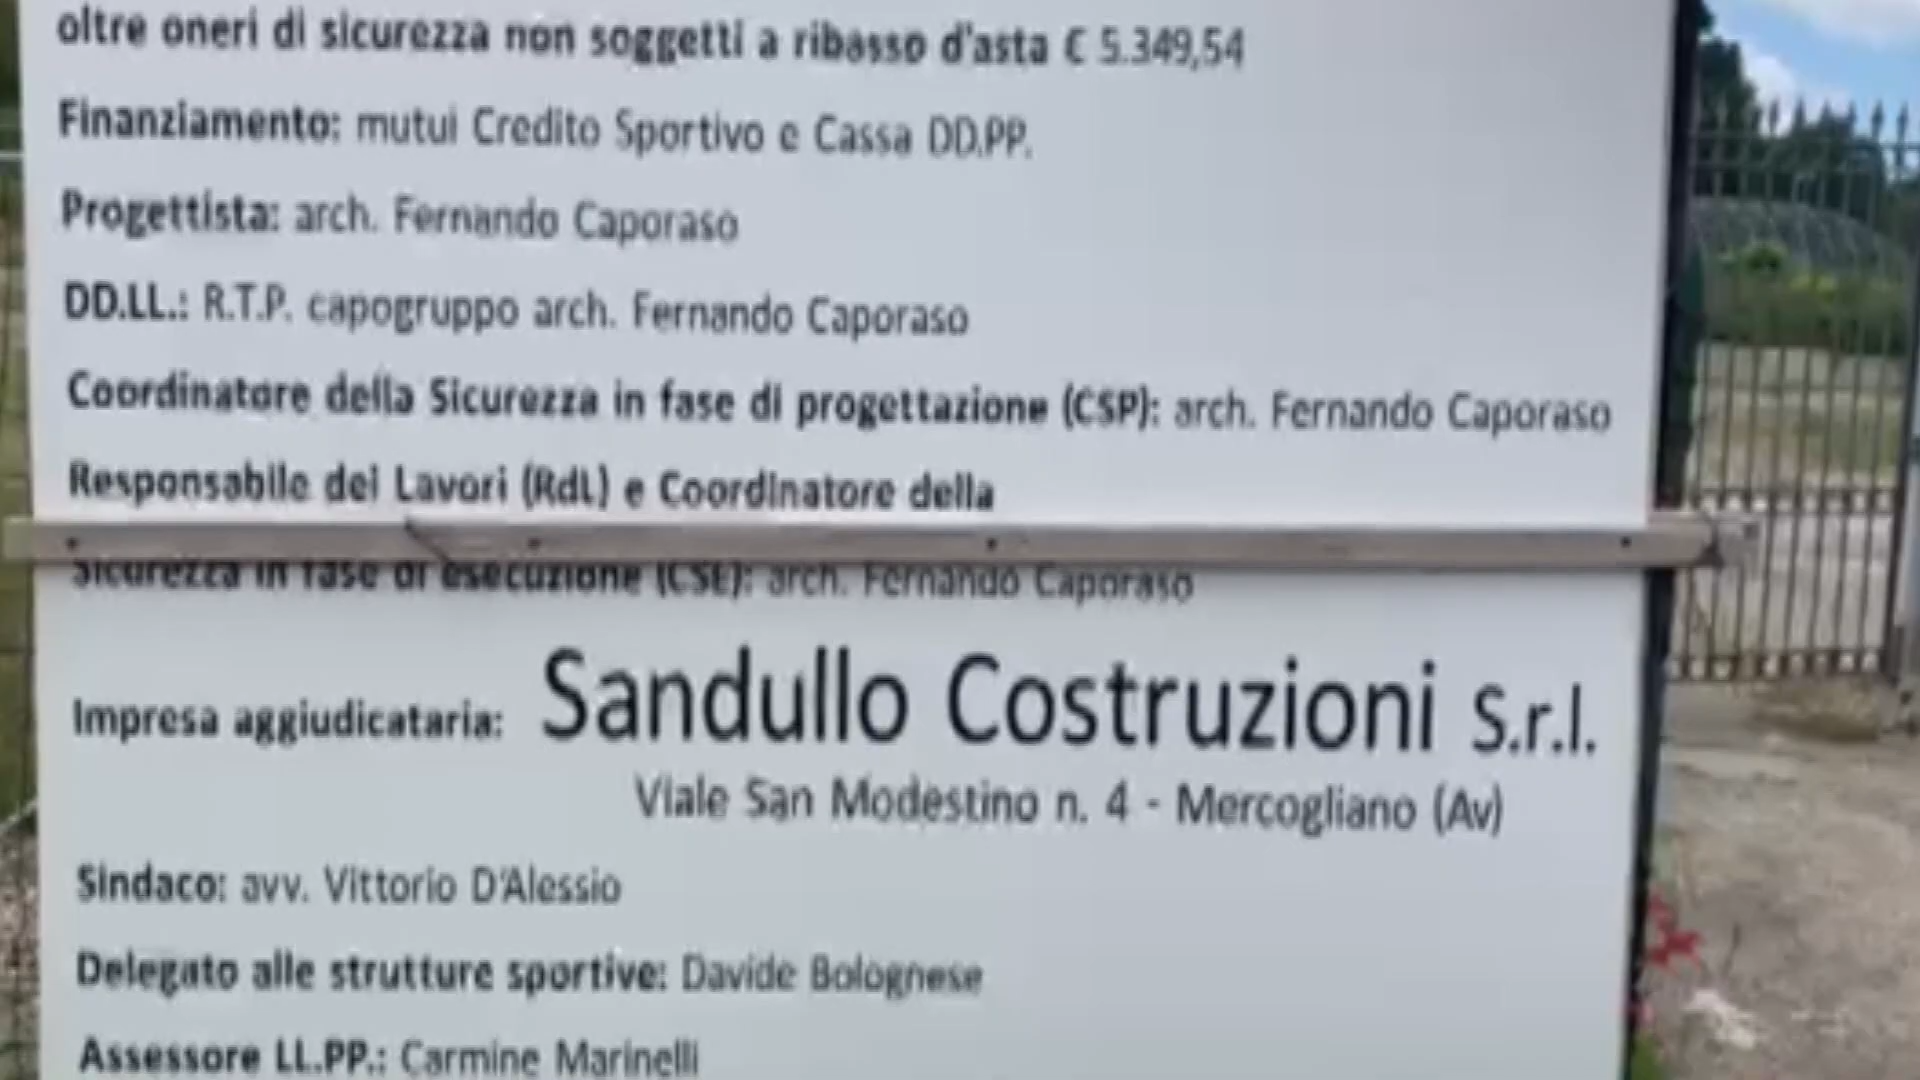 oltre oneri di sicurezza non soggetti a ribasso d'asta € 5.349,54
Finanziamento: mutui Credito Sportivo e Cassa DD.PP.
Progettista: arch. Fernando Caporaso
DD.LL.: R.T.P. capogruppo arch. Fernando Caporaso
Coordinatore della Sicurezza in fase di progettazione (CSP): arch. Fernando Caporaso
Responsabile dei Lavori (RdL) e Coordinatore della
Sicurezza in fase di esecuzione (CSE): arch. Fernando Caporaso
Impresa aggiudicataria: Sandullo Costruzioni S.r.l.
Viale San Modestino n. 4 - Mercogliano (Av)
Sindaco: avv. Vittorio D'Alessio
Delegato alle strutture sportive: Davide Bolognese
Assessore LL.PP.: Carmine Marinelli